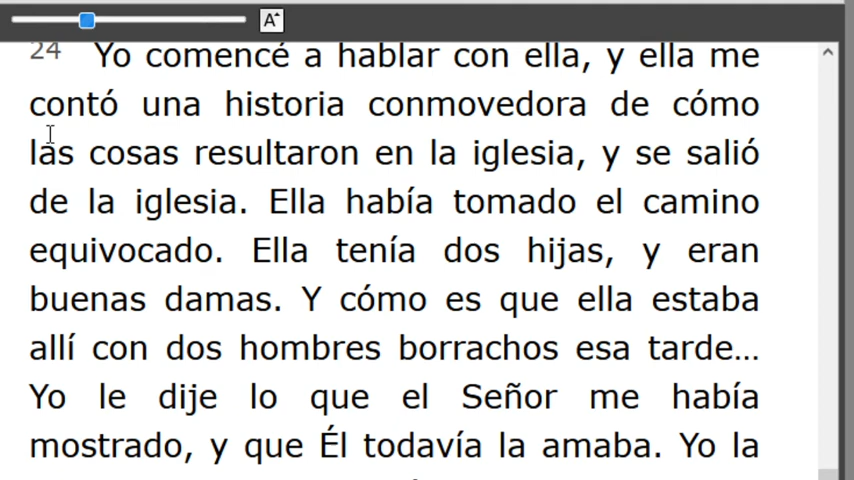 A
24 Yo comencé a hablar con ella, y ella me
contó una historia conmovedora de cómo
las cosas resultaron en la iglesia, y se salió
de la iglesia. Ella había tomado el camino
equivocado. Ella tenía dos hijas, y eran
buenas damas. Y cómo es que ella estaba
allí con dos hombres borrachos esa tarde...
Yo le dije lo que el Señor me había
mostrado, y que Él todavía la amaba. Yo la